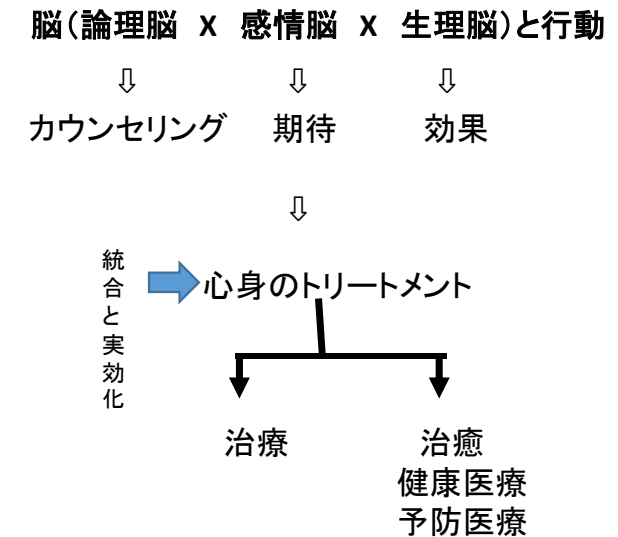 脳(論理脳 X 感情脳 X 生理脳)と行動
⇩ ⇩ ⇩
カウンセリング 期待 効果
⇩
統合と実効化
心身のトリートメント
治療 治癒
健康医療
予防医療